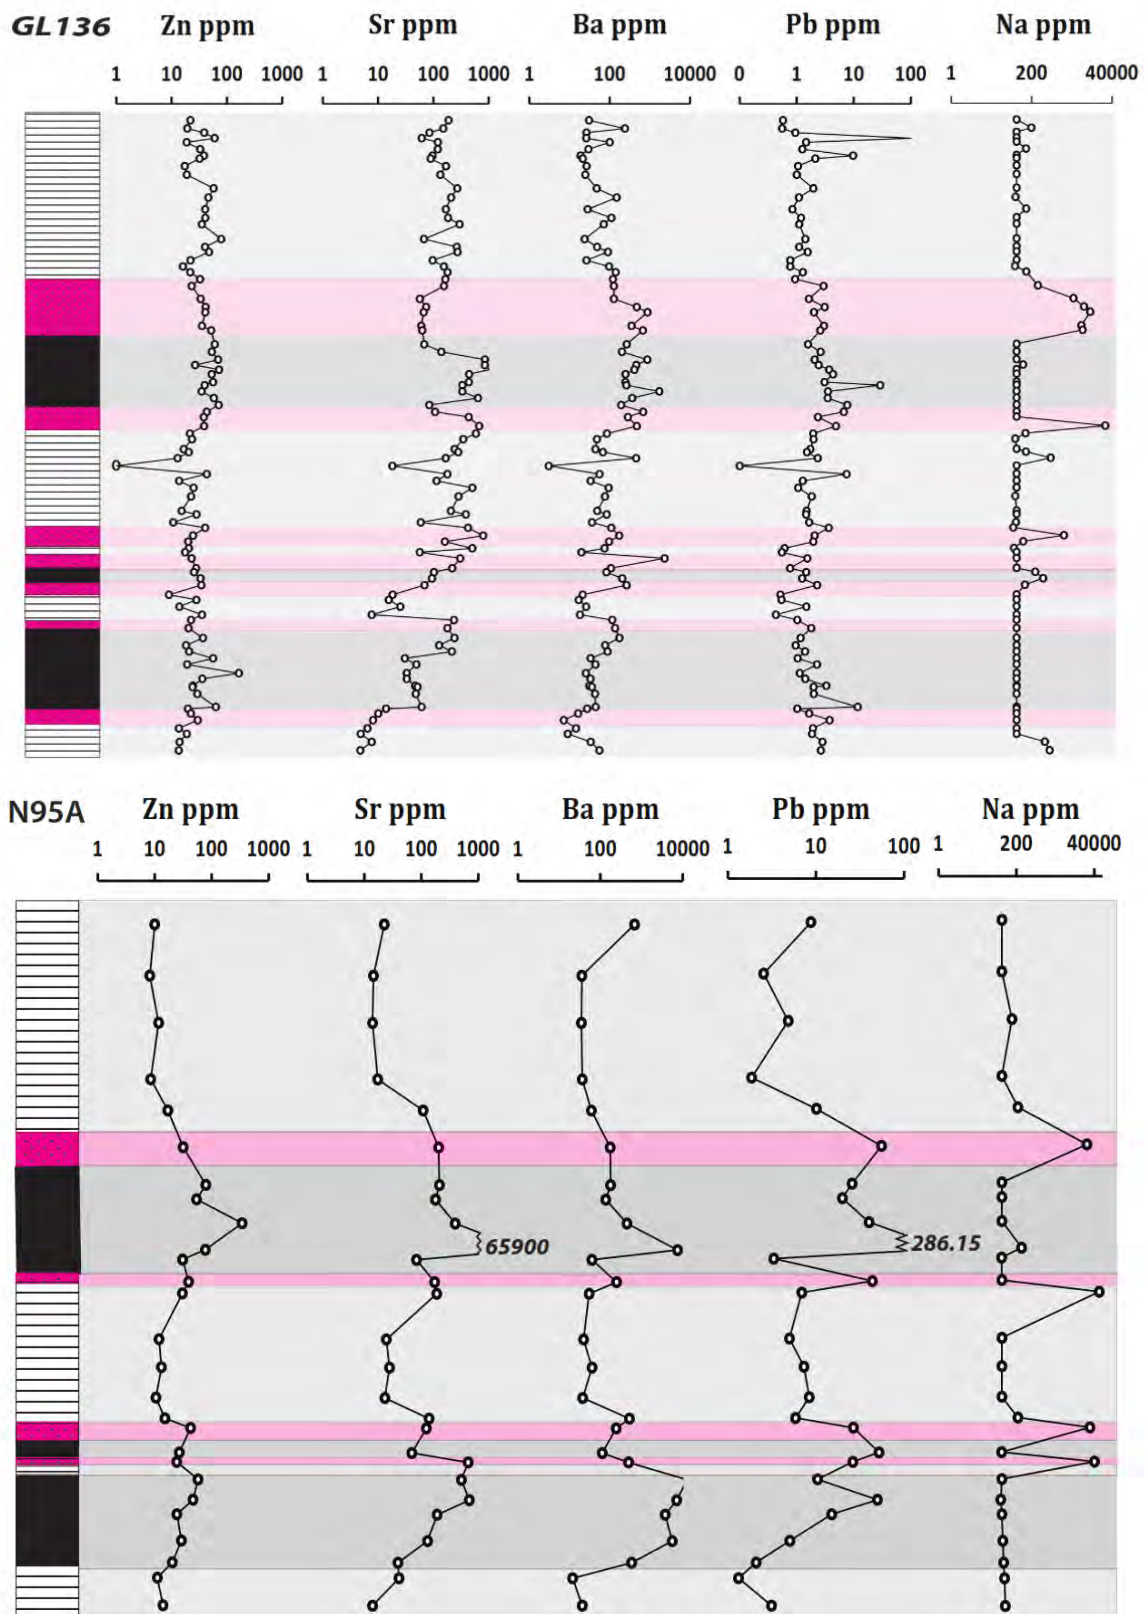 GL136 Zn ppm Sr ppm Ba ppm Pb ppm Na ppm
1 10 100 1000 1 10 100 1000 1 100 10000 0 1 10 100 1 200 40000
N95A Zn ppm Sr ppm Ba ppm Pb ppm Na ppm
1 10 100 1000 1 10 100 1000 1 100 10000 1 10 100 1 200 40000
65900 286.15